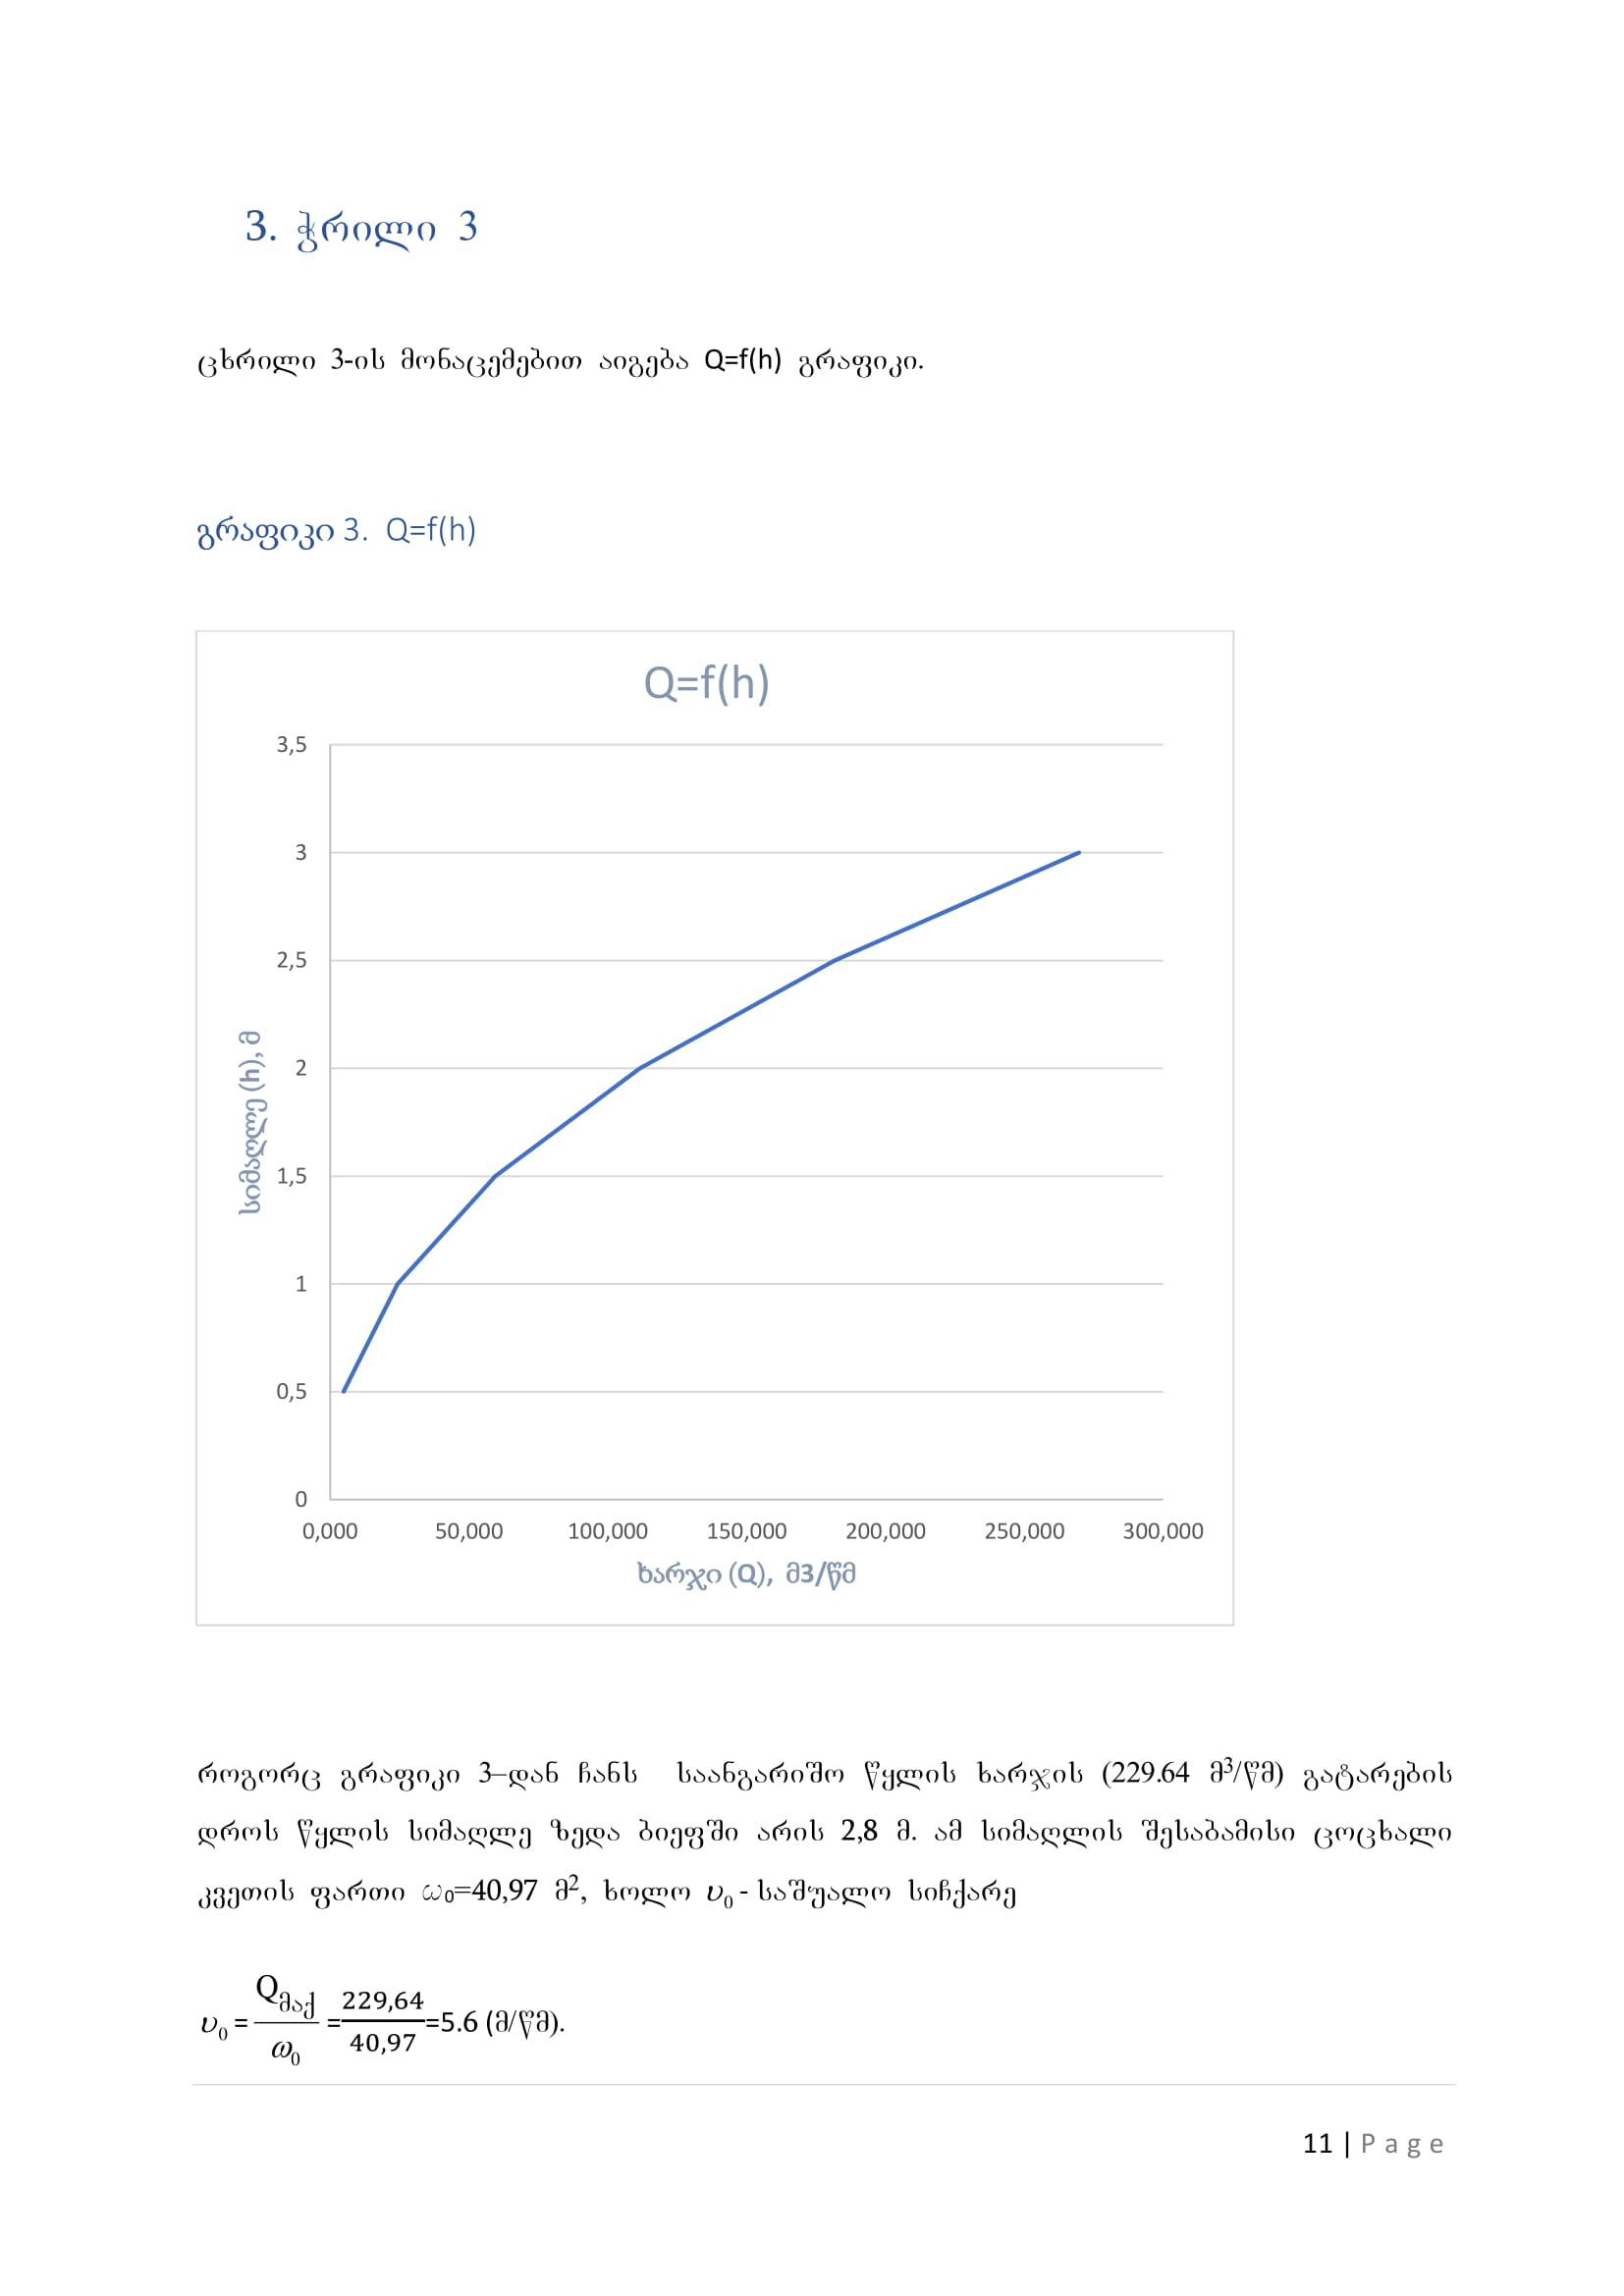 3. ჭრილი 3
ცხრილი 3-ის მონაცემებით აიგება Q=f(h) გრაფიკი.
გრაფიკი 3. Q=f(h)
Q=f(h)
3,5
3
2,5
2
1,5
1
0,5
0
სიმაღლე (h), მ
0,000 50,000 100,000 150,000 200,000 250,000 300,000
ხარჯი (Q), მ3/წმ
როგორც გრაფიკი 3–დან ჩანს საანგარიშო წყლის ხარჯის (229.64 მ³/წმ) გატარების
დროს წყლის სიმაღლე ზედა ბიეფში არის 2,8 მ. ამ სიმაღლის შესაბამისი ცოცხალი
კვეთის ფართი ω₀=40,97 მ², ხოლო υ₀ - საშუალო სიჩქარე
υ₀ = Qმაქ/ω₀ = 229,64/40,97 =5.6 (მ/წმ).
11 | Page